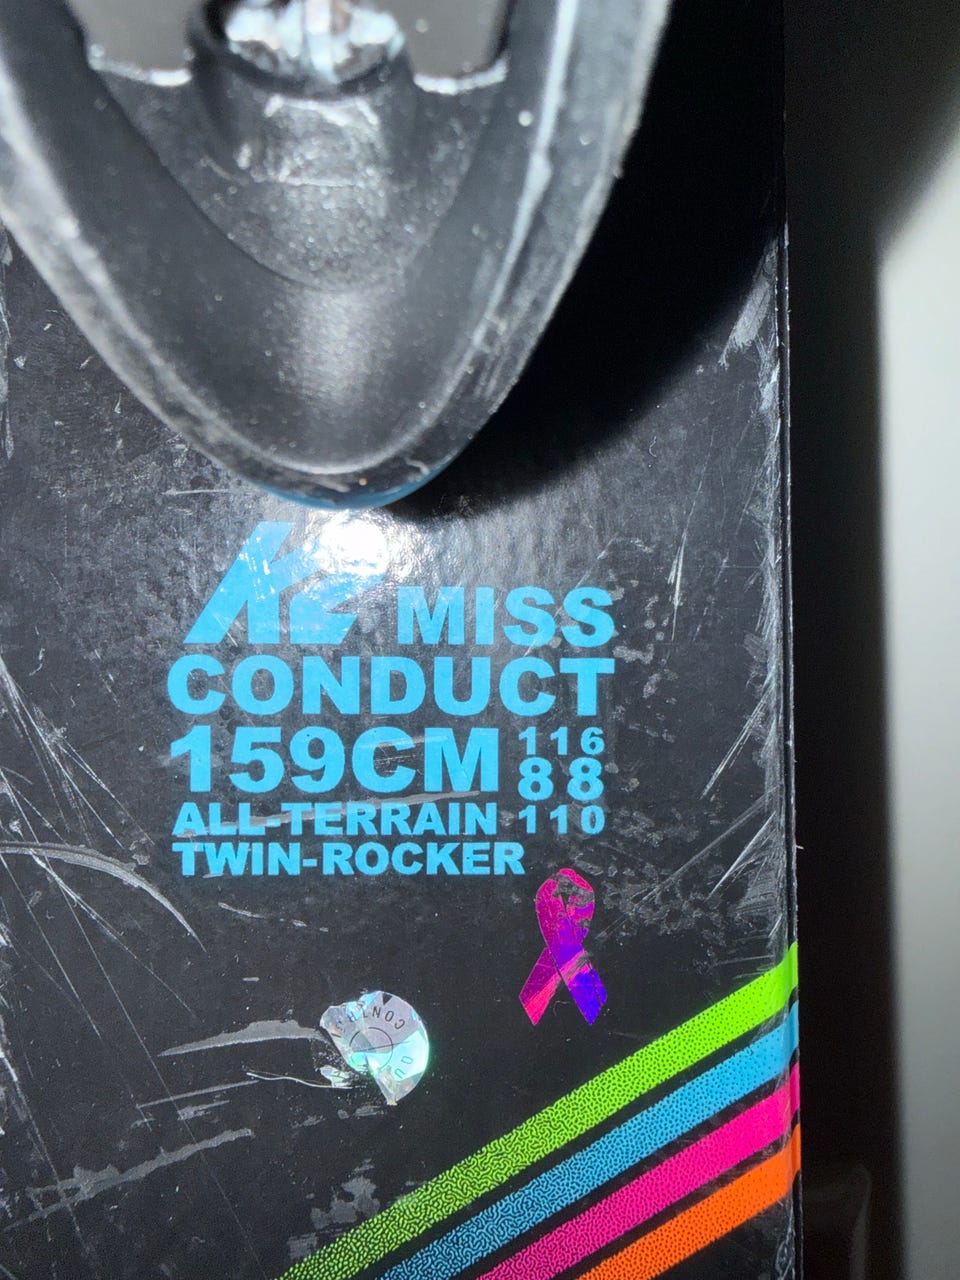 K2 MISS
CONDUCT
159CM 116
88
ALL-TERRAIN 110
TWIN-ROCKER